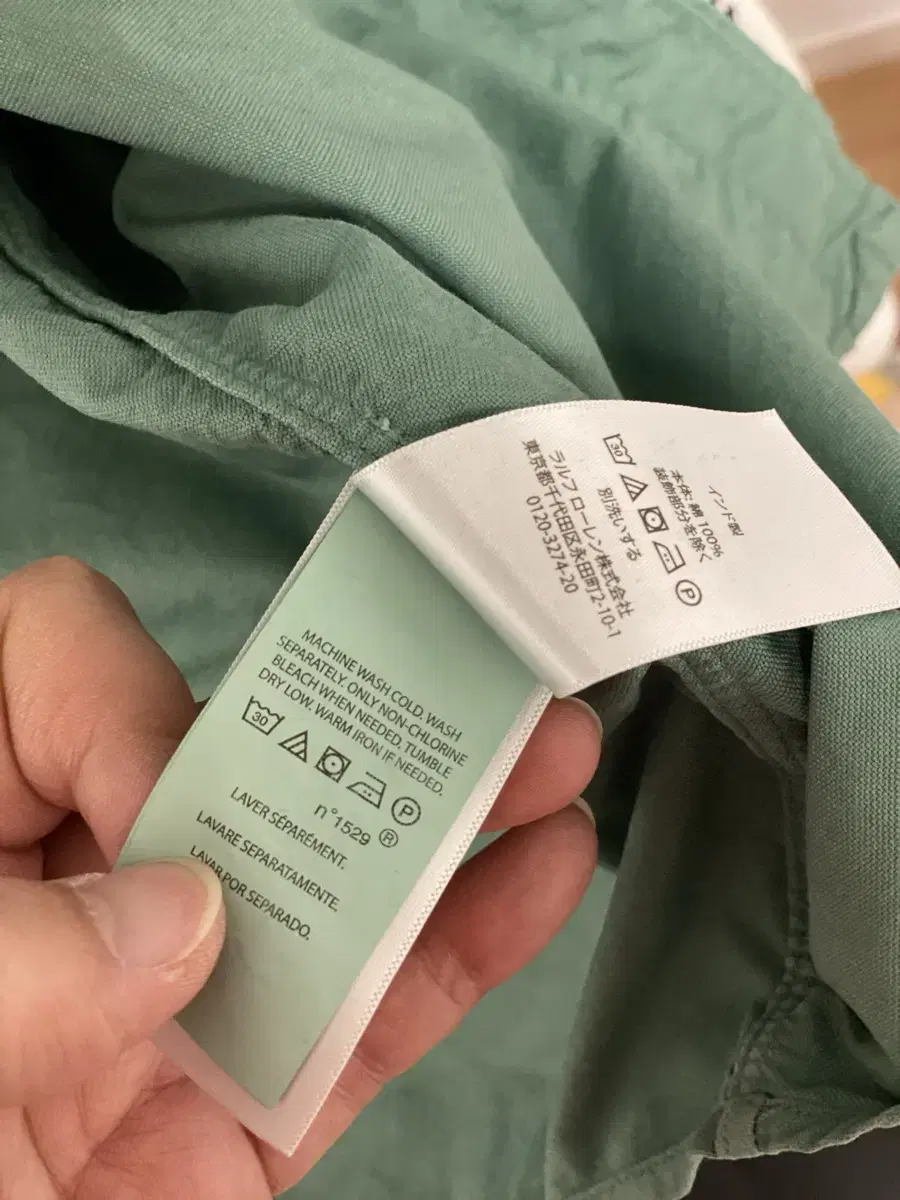 MACHINE WASH COLD. WASH
SEPARATELY. ONLY NON-CHLORINE
BLEACH WHEN NEEDED. TUMBLE
DRY LOW. WARM IRON IF NEEDED.
30
P
n°1529 ®
LAVER SÉPARÉMENT.
LAVARE SEPARATAMENTE.
LAVAR POR SEPARADO.
インド製
本体: 綿 100%
装飾部分を除く
30
P
別洗いする
ラルフ ローレン株式会社
東京都千代田区永田町2-10-1
0120-3274-20